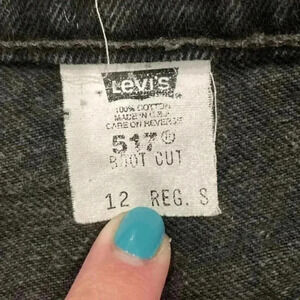 Levi's
100% COTTON
MADE IN U.S.A.
CARE ON REVERSE
517®
BOOT CUT
12 REG. S